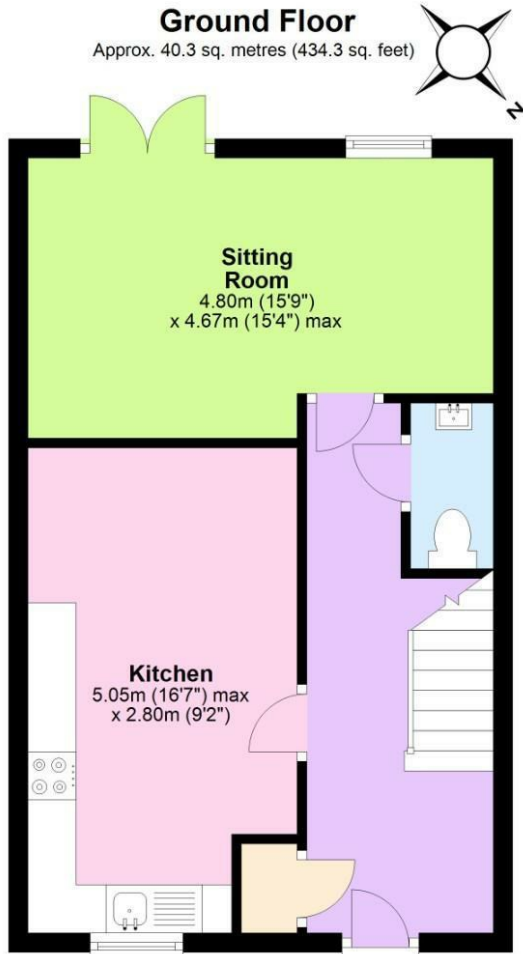 Ground Floor
Approx. 40.3 sq. metres (434.3 sq. feet)
N
Sitting
Room
4.80m (15'9")
x 4.67m (15'4") max
Kitchen
5.05m (16'7") max
x 2.80m (9'2")